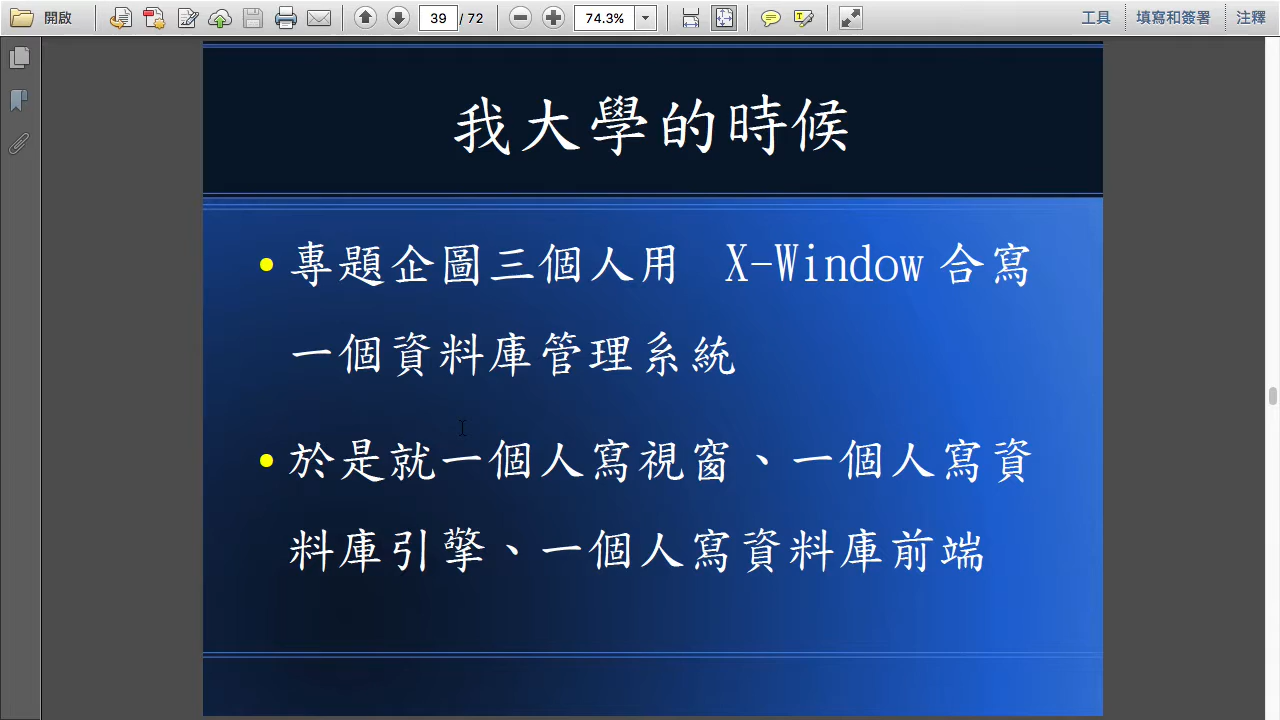 開啟 39 / 72 74.3% 工具 填寫和簽署 注釋
我大學的時候
專題企圖三個人用 X-Window 合寫
一個資料庫管理系統
於是就一個人寫視窗、一個人寫資
料庫引擎、一個人寫資料庫前端